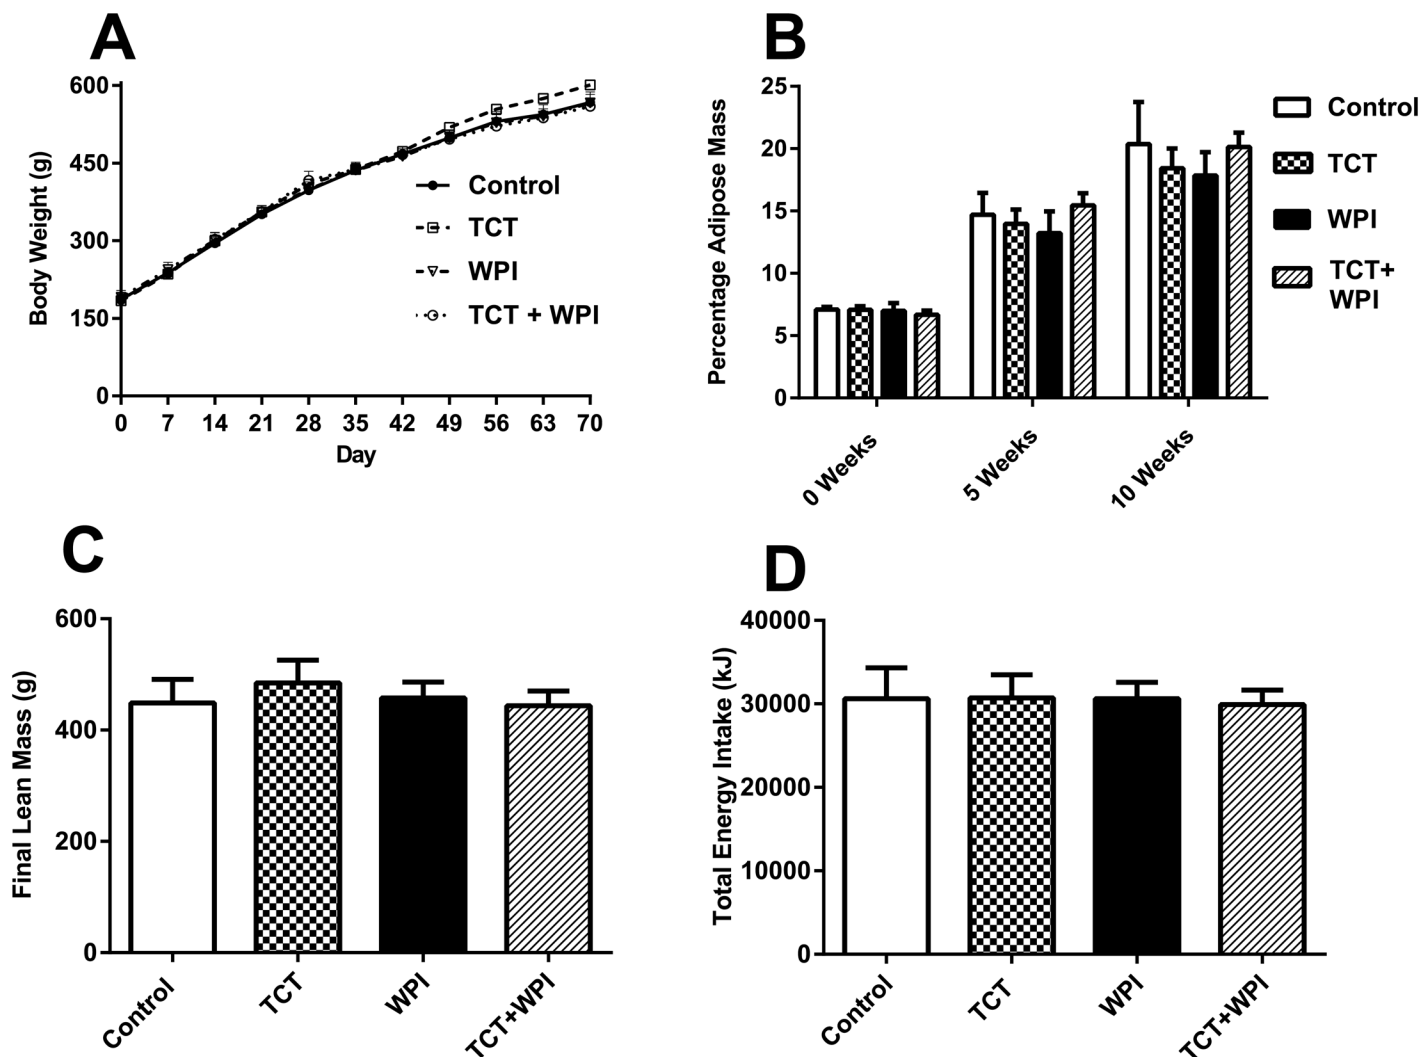 A
600
450
300
150
0
Body Weight (g)
0 7 14 21 28 35 42 49 56 63 70
Day
Control
TCT
WPI
TCT + WPI
B
25
20
15
10
5
0
Percentage Adipose Mass
0 Weeks
5 Weeks
10 Weeks
Control
TCT
WPI
TCT+
WPI
C
600
400
200
0
Final Lean Mass (g)
Control
TCT
WPI
TCT+WPI
D
40000
30000
20000
10000
0
Total Energy Intake (kJ)
Control
TCT
WPI
TCT+WPI